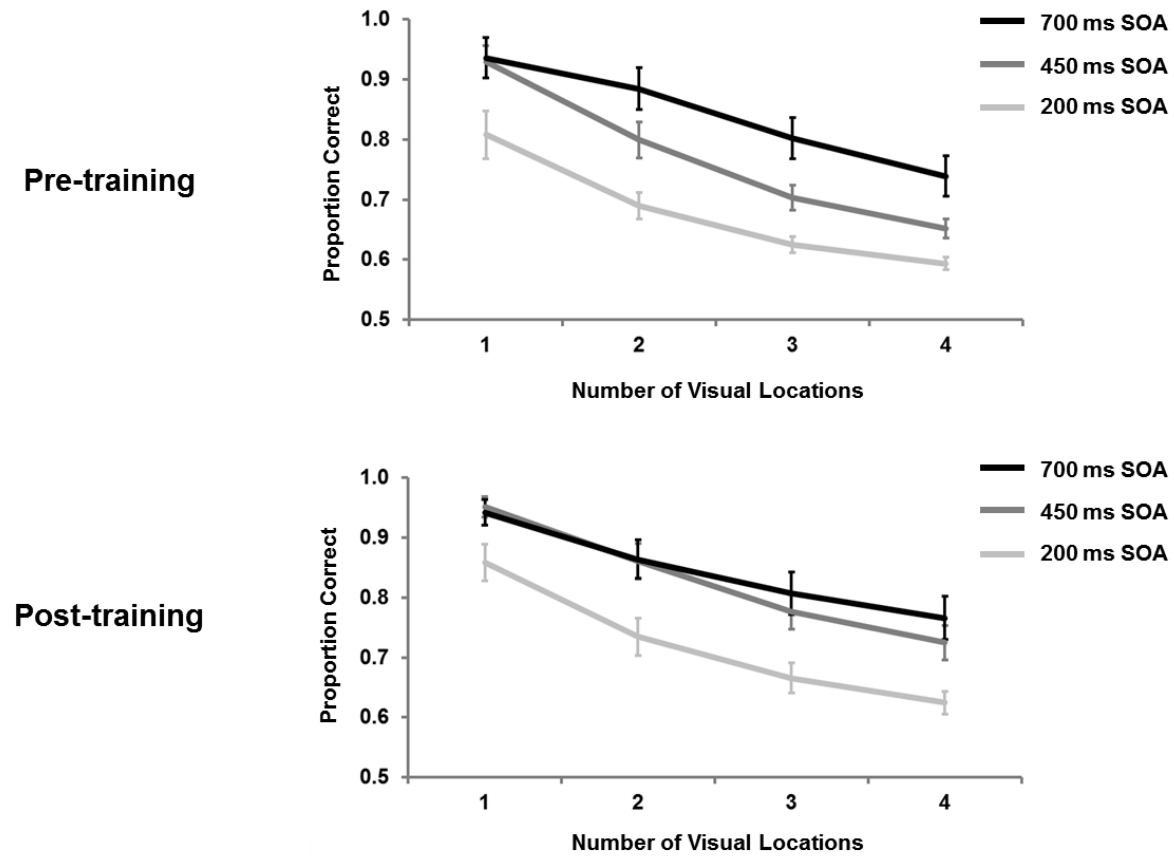 Pre-training
Proportion Correct
1.0
0.9
0.8
0.7
0.6
0.5
1 2 3 4
Number of Visual Locations
700 ms SOA
450 ms SOA
200 ms SOA
Post-training
Proportion Correct
1.0
0.9
0.8
0.7
0.6
0.5
1 2 3 4
Number of Visual Locations
700 ms SOA
450 ms SOA
200 ms SOA